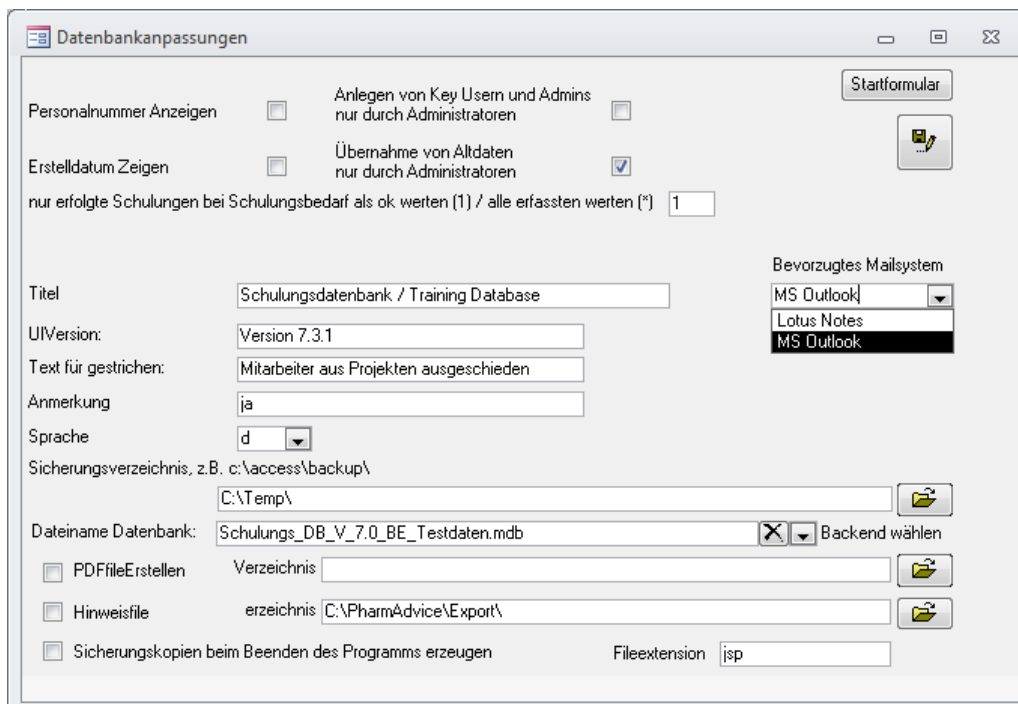 Datenbankanpassungen
Startformular
Personalnummer Anzeigen
Anlegen von Key Usern und Admins
nur durch Administratoren
Erstelldatum Zeigen
Übernahme von Altdaten
nur durch Administratoren
nur erfolgte Schulungen bei Schulungsbedarf als ok werten (1) / alle erfassten werten (*) 1
Bevorzugtes Mailsystem
Titel Schulungsdatenbank / Training Database MS Outlook
Lotus Notes
MS Outlook
UIVersion: Version 7.3.1
Text für gestrichen: Mitarbeiter aus Projekten ausgeschieden
Anmerkung ja
Sprache d
Sicherungsverzeichnis, z.B. c:\access\backup\
C:\Temp\
Dateiname Datenbank: Schulungs_DB_V_7.0_BE_Testdaten.mdb Backend wählen
PDFfileErstellen Verzeichnis
Hinweisfile erzeichnis C:\PharmAdvice\Export\
Sicherungskopien beim Beenden des Programms erzeugen Fileextension jsp